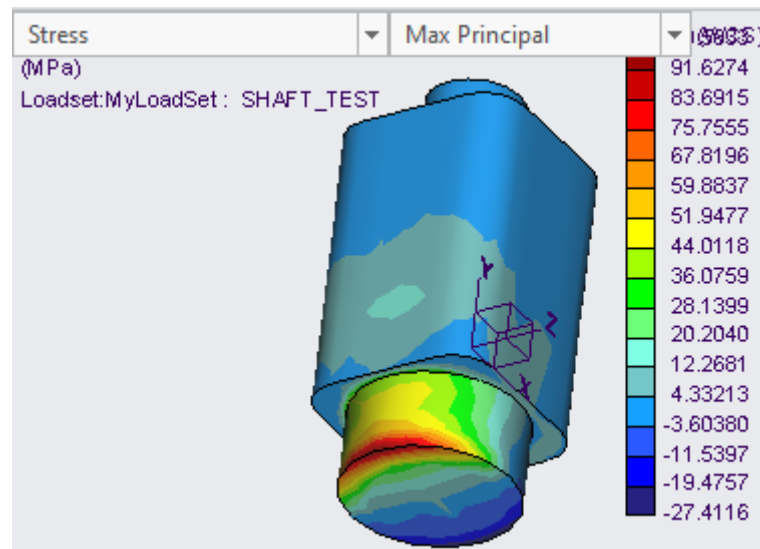 Stress
Max Principal
(MPa)
Loadset:MyLoadSet : SHAFT_TEST
91.6274
83.6915
75.7555
67.8196
59.8837
51.9477
44.0118
36.0759
28.1399
20.2040
12.2681
4.33213
-3.60380
-11.5397
-19.4757
-27.4116
Y
Z
X